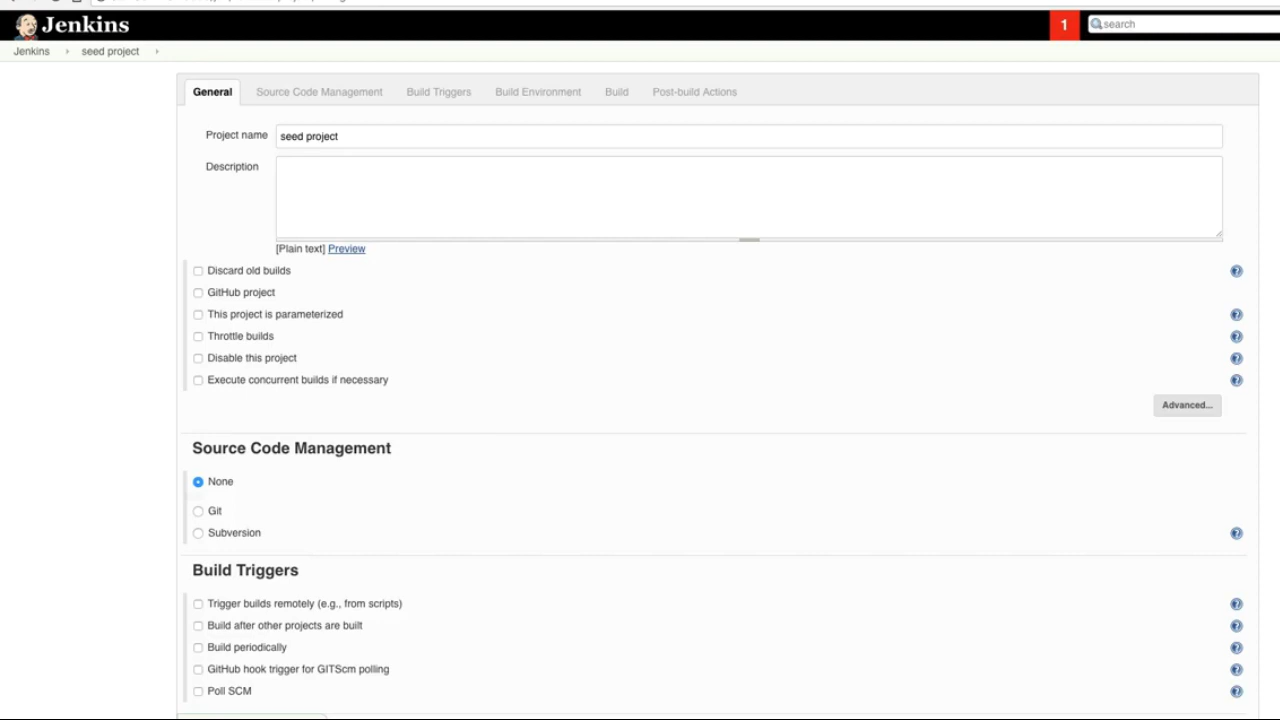 Jenkins
1
search
Jenkins
seed project
General
Source Code Management
Build Triggers
Build Environment
Build
Post-build Actions
Project name
seed project
Description
[Plain text] Preview
Discard old builds
GitHub project
This project is parameterized
Throttle builds
Disable this project
Execute concurrent builds if necessary
Advanced...
Source Code Management
None
Git
Subversion
Build Triggers
Trigger builds remotely (e.g., from scripts)
Build after other projects are built
Build periodically
GitHub hook trigger for GITScm polling
Poll SCM